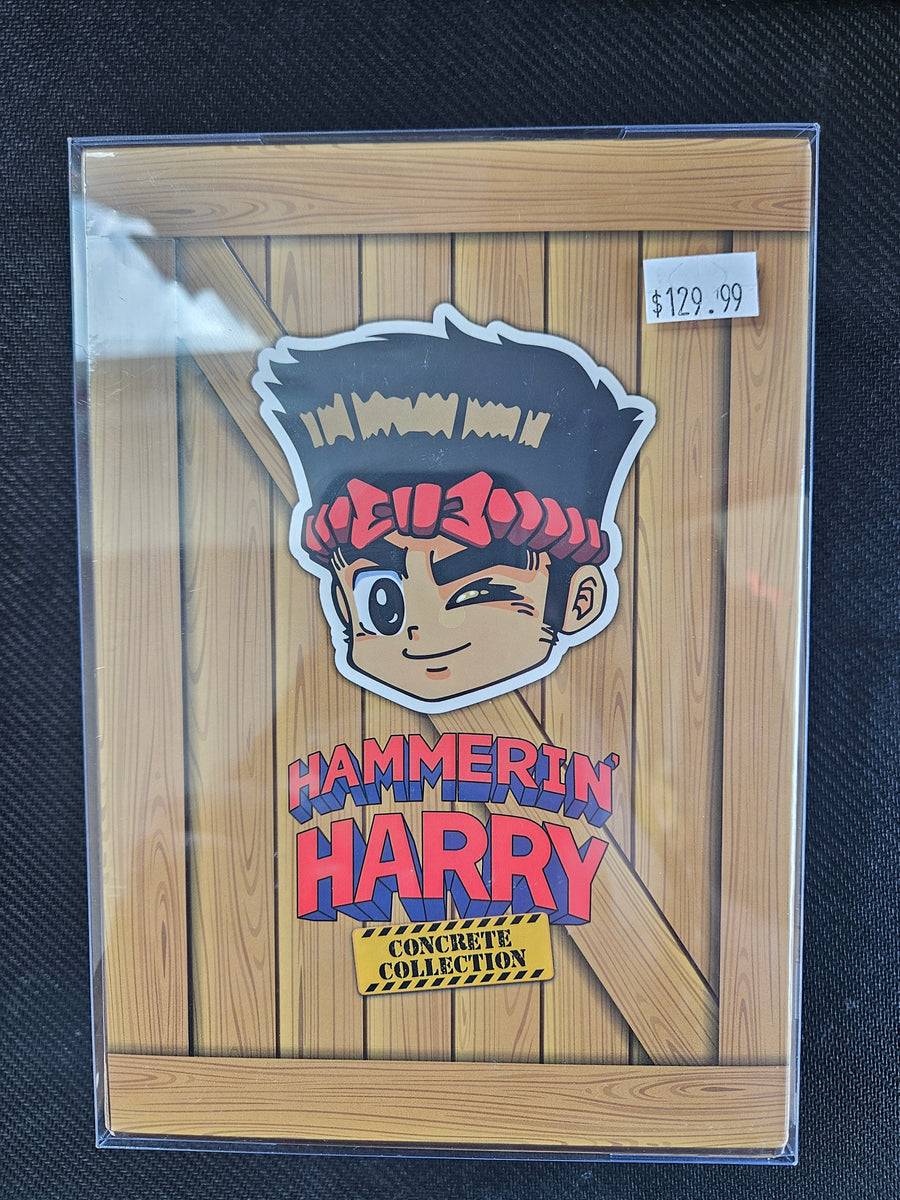 $129.99
HAMMERIN'
HARRY
CONCRETE
COLLECTION